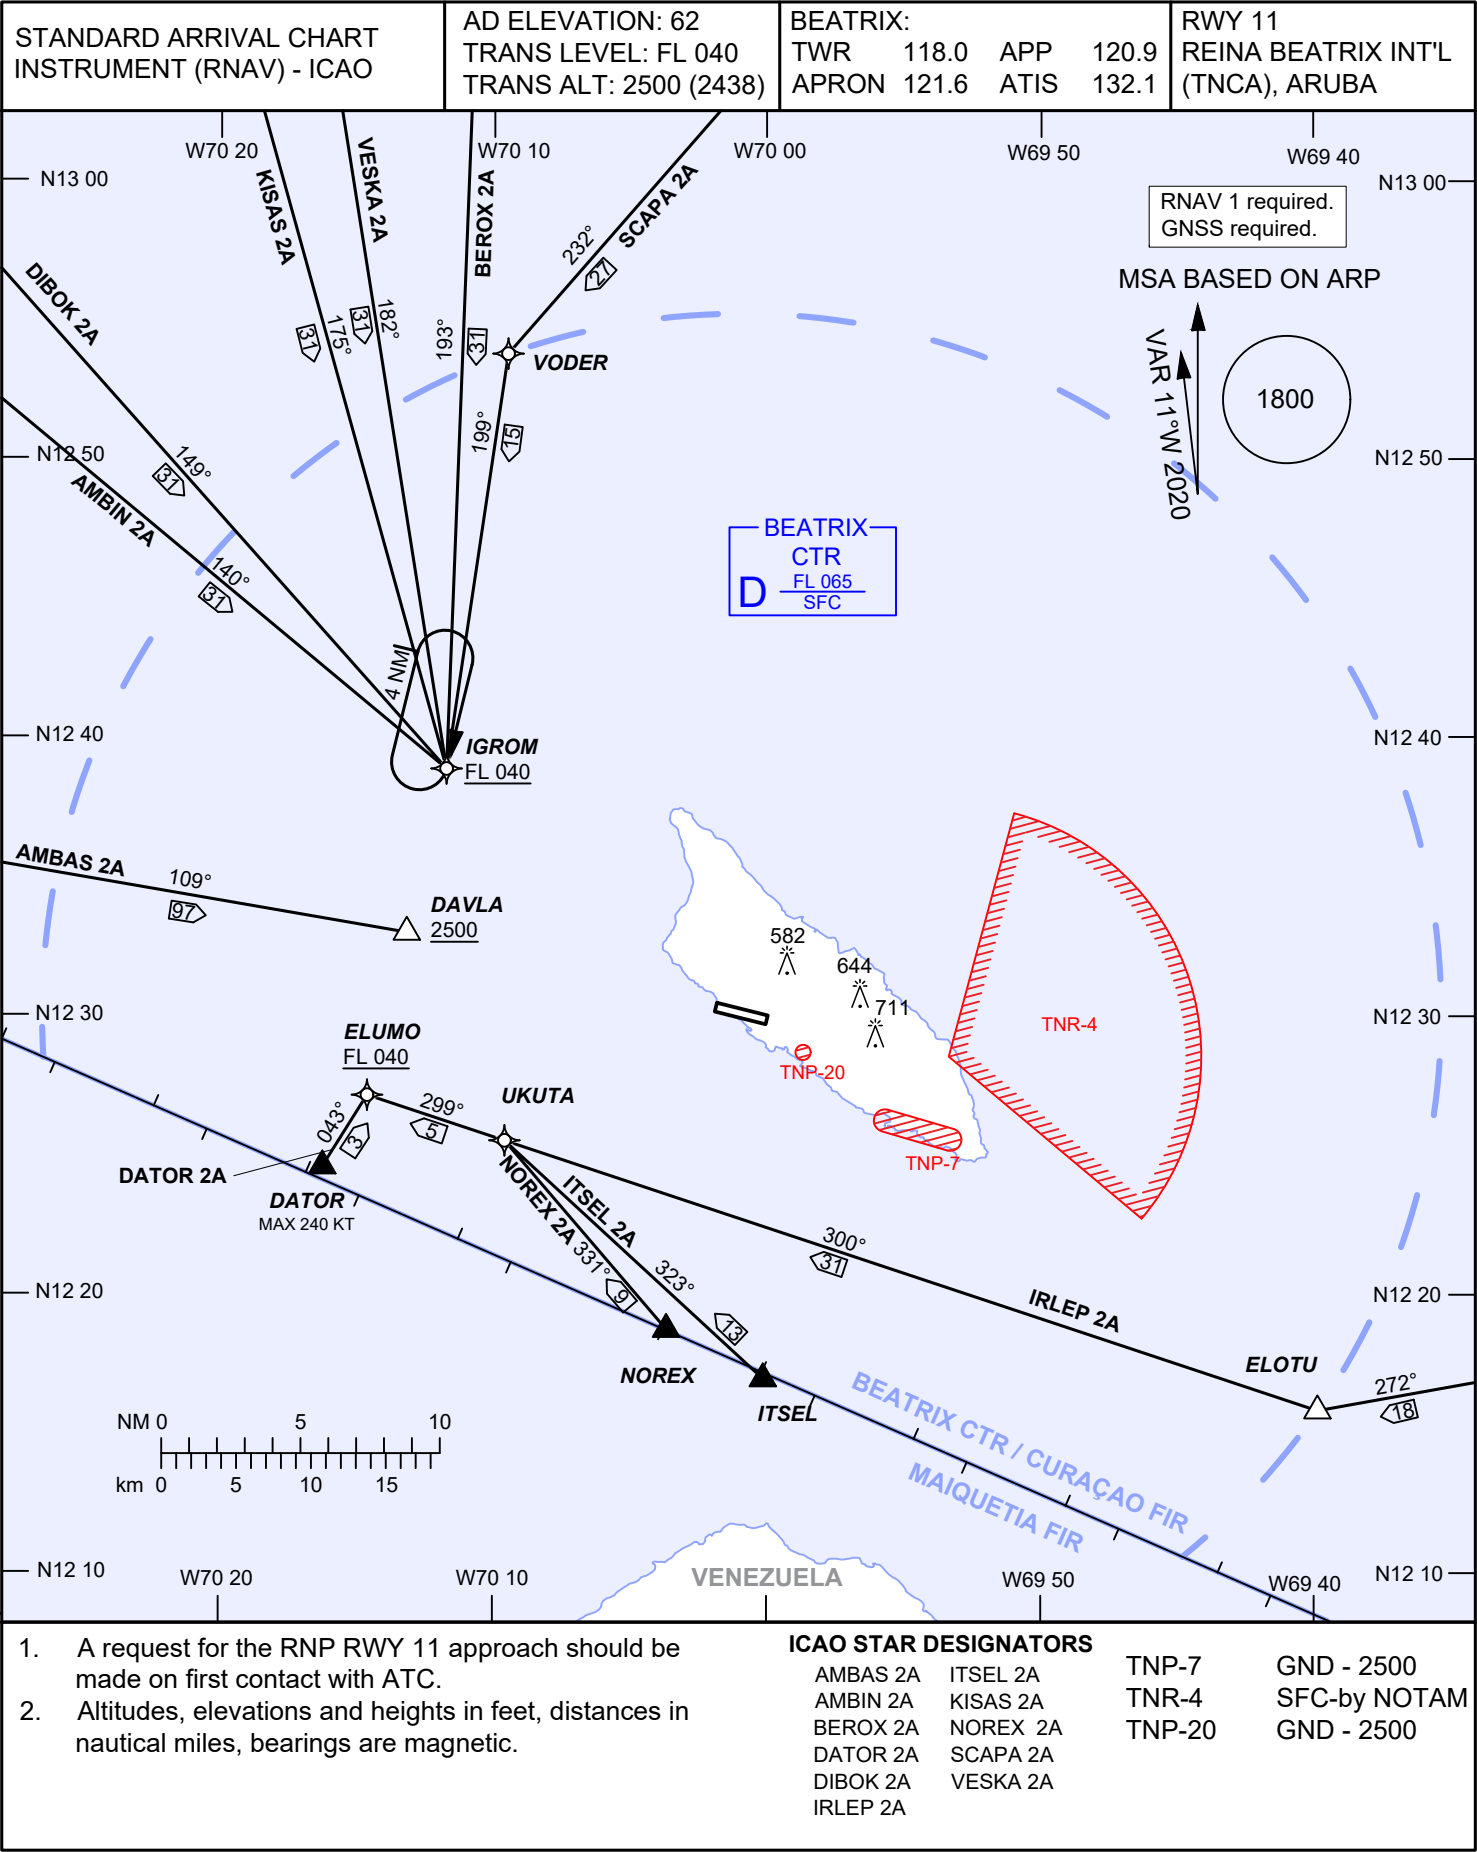 STANDARD ARRIVAL CHART
INSTRUMENT (RNAV) - ICAO
AD ELEVATION: 62
TRANS LEVEL: FL 040
TRANS ALT: 2500 (2438)
BEATRIX:
TWR 118.0 APP 120.9
APRON 121.6 ATIS 132.1
RWY 11
REINA BEATRIX INT'L
(TNCA), ARUBA
W70 20
W70 10
W70 00
W69 50
W69 40
N13 00
N13 00
RNAV 1 required.
GNSS required.
MSA BASED ON ARP
VAR 11°W 2020
1800
KISAS 2A
175°
31
VESKA 2A
182°
31
BEROX 2A
193°
31
SCAPA 2A
232°
27
VODER
199°
15
DIBOK 2A
149°
31
N12 50
N12 50
AMBIN 2A
140°
31
BEATRIX
CTR
D
FL 065
SFC
4 NM
N12 40
N12 40
IGROM
FL 040
AMBAS 2A
109°
97
DAVLA
2500
582
644
711
N12 30
N12 30
TNR-4
TNP-20
TNP-7
ELUMO
FL 040
299°
5
UKUTA
043°
3
DATOR 2A
DATOR
MAX 240 KT
NOREX 2A
331°
9
ITSEL 2A
323°
13
300°
31
IRLEP 2A
N12 20
N12 20
ELOTU
272°
18
NOREX
ITSEL
BEATRIX CTR / CURAÇAO FIR
MAIQUETIA FIR
NM 0 5 10
km 0 5 10 15
VENEZUELA
N12 10
N12 10
W70 20
W70 10
W69 50
W69 40
1. A request for the RNP RWY 11 approach should be
made on first contact with ATC.
2. Altitudes, elevations and heights in feet, distances in
nautical miles, bearings are magnetic.
ICAO STAR DESIGNATORS
AMBAS 2A ITSEL 2A
AMBIN 2A KISAS 2A
BEROX 2A NOREX 2A
DATOR 2A SCAPA 2A
DIBOK 2A VESKA 2A
IRLEP 2A
TNP-7 GND - 2500
TNR-4 SFC-by NOTAM
TNP-20 GND - 2500